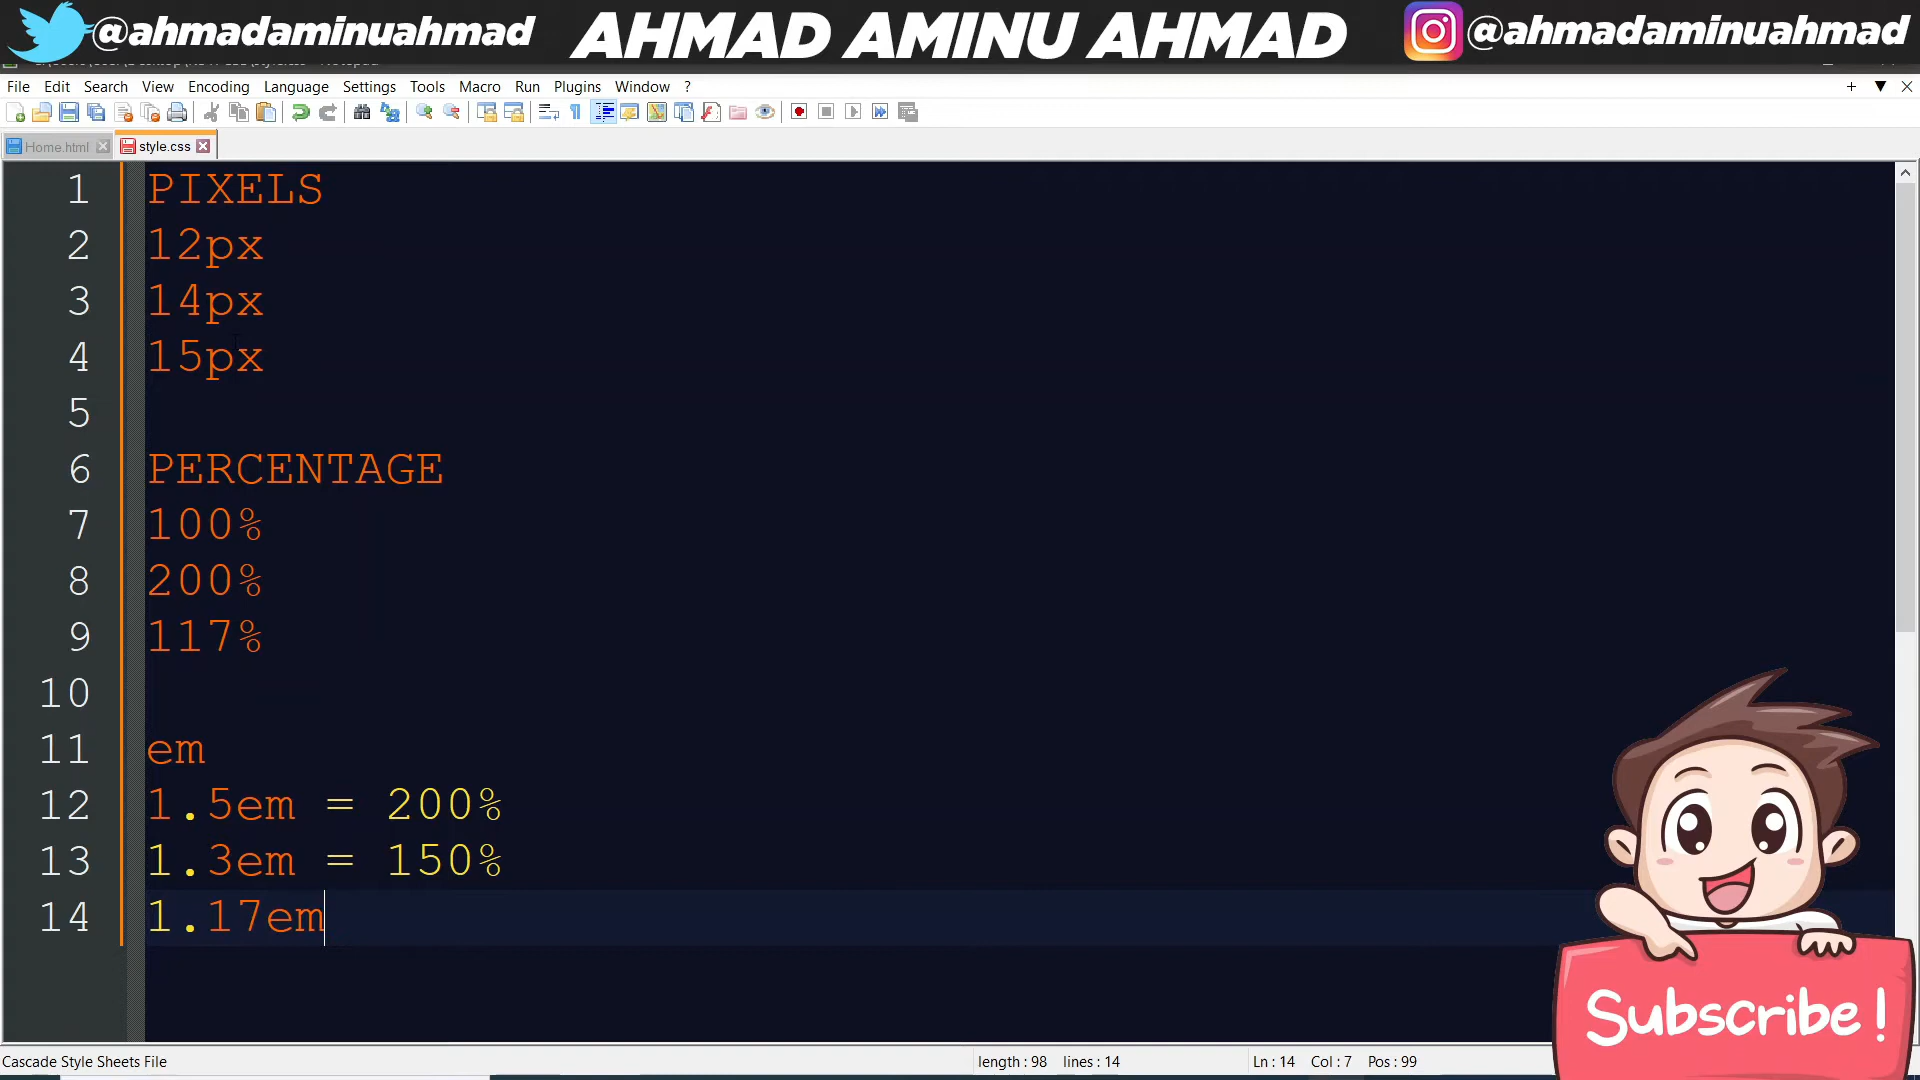 @ahmadaminuahmad AHMAD AMINU AHMAD @ahmadaminuahmad
File Edit Search View Encoding Language Settings Tools Macro Run Plugins Window ?
Home.html style.css
1 PIXELS
2 12px
3 14px
4 15px
5
6 PERCENTAGE
7 100%
8 200%
9 117%
10
11 em
12 1.5em = 200%
13 1.3em = 150%
14 1.17em
Subscribe!
Cascade Style Sheets File length : 98 lines : 14 Ln : 14 Col : 7 Pos : 99